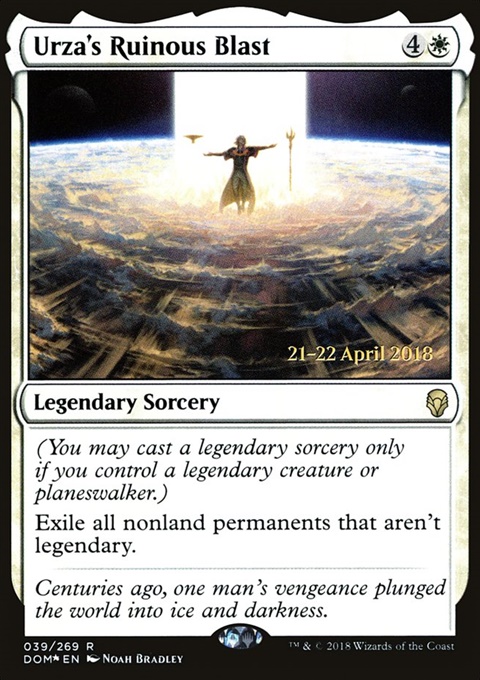 Urza's Ruinous Blast 4
21–22 April 2018
Legendary Sorcery
(You may cast a legendary sorcery only
if you control a legendary creature or
planeswalker.)
Exile all nonland permanents that aren't
legendary.
Centuries ago, one man's vengeance plunged
the world into ice and darkness.
039/269 R
DOM★EN Noah Bradley
™ & © 2018 Wizards of the Coast